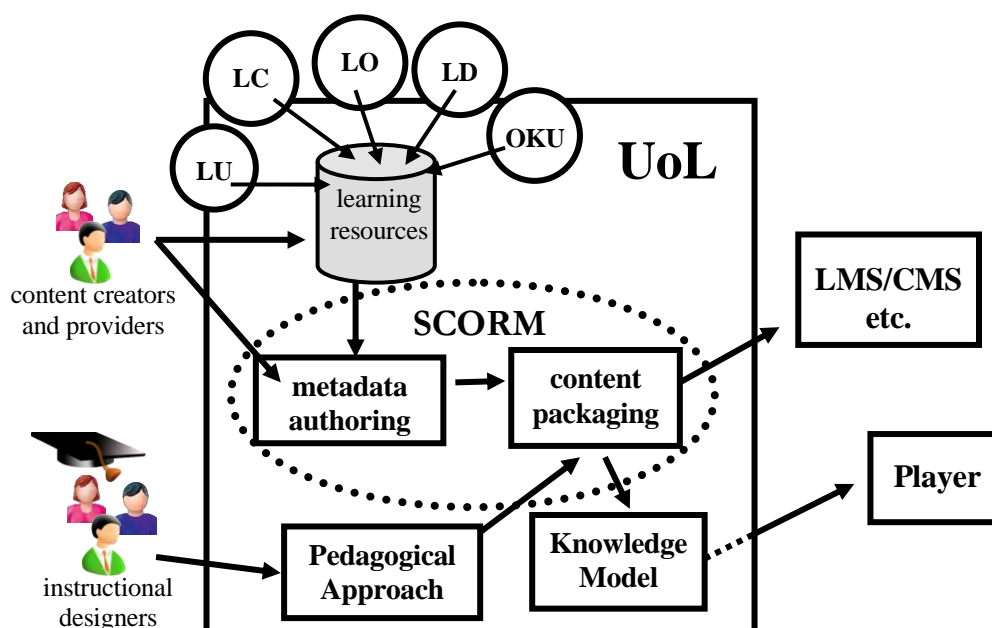 LC
LO
LD
OKU
LU
UoL
learning
resources
content creators
and providers
SCORM
LMS/CMS
etc.
metadata
authoring
content
packaging
Player
Pedagogical
Approach
Knowledge
Model
instructional
designers